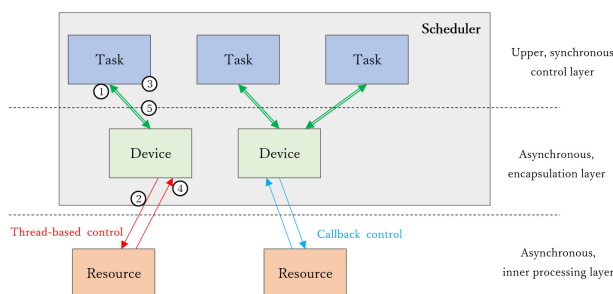 Scheduler
Task
Task
Task
Upper, synchronous
control layer
①
③
⑤
Device
Device
Asynchronous,
encapsulation layer
②
④
Thread-based control
Callback control
Resource
Resource
Asynchronous,
inner processing layer